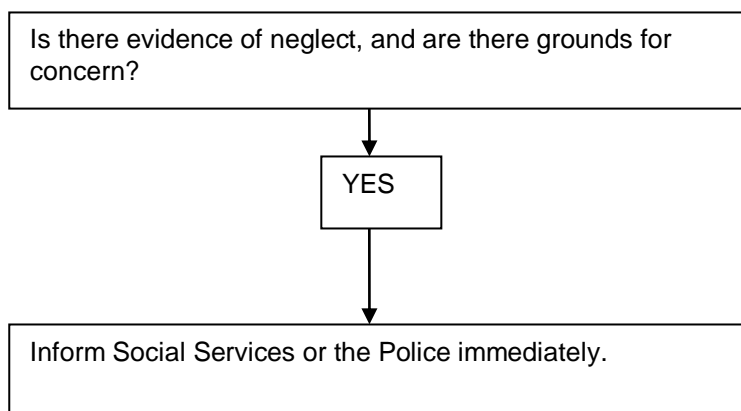 Is there evidence of neglect, and are there grounds for
concern?
YES
Inform Social Services or the Police immediately.